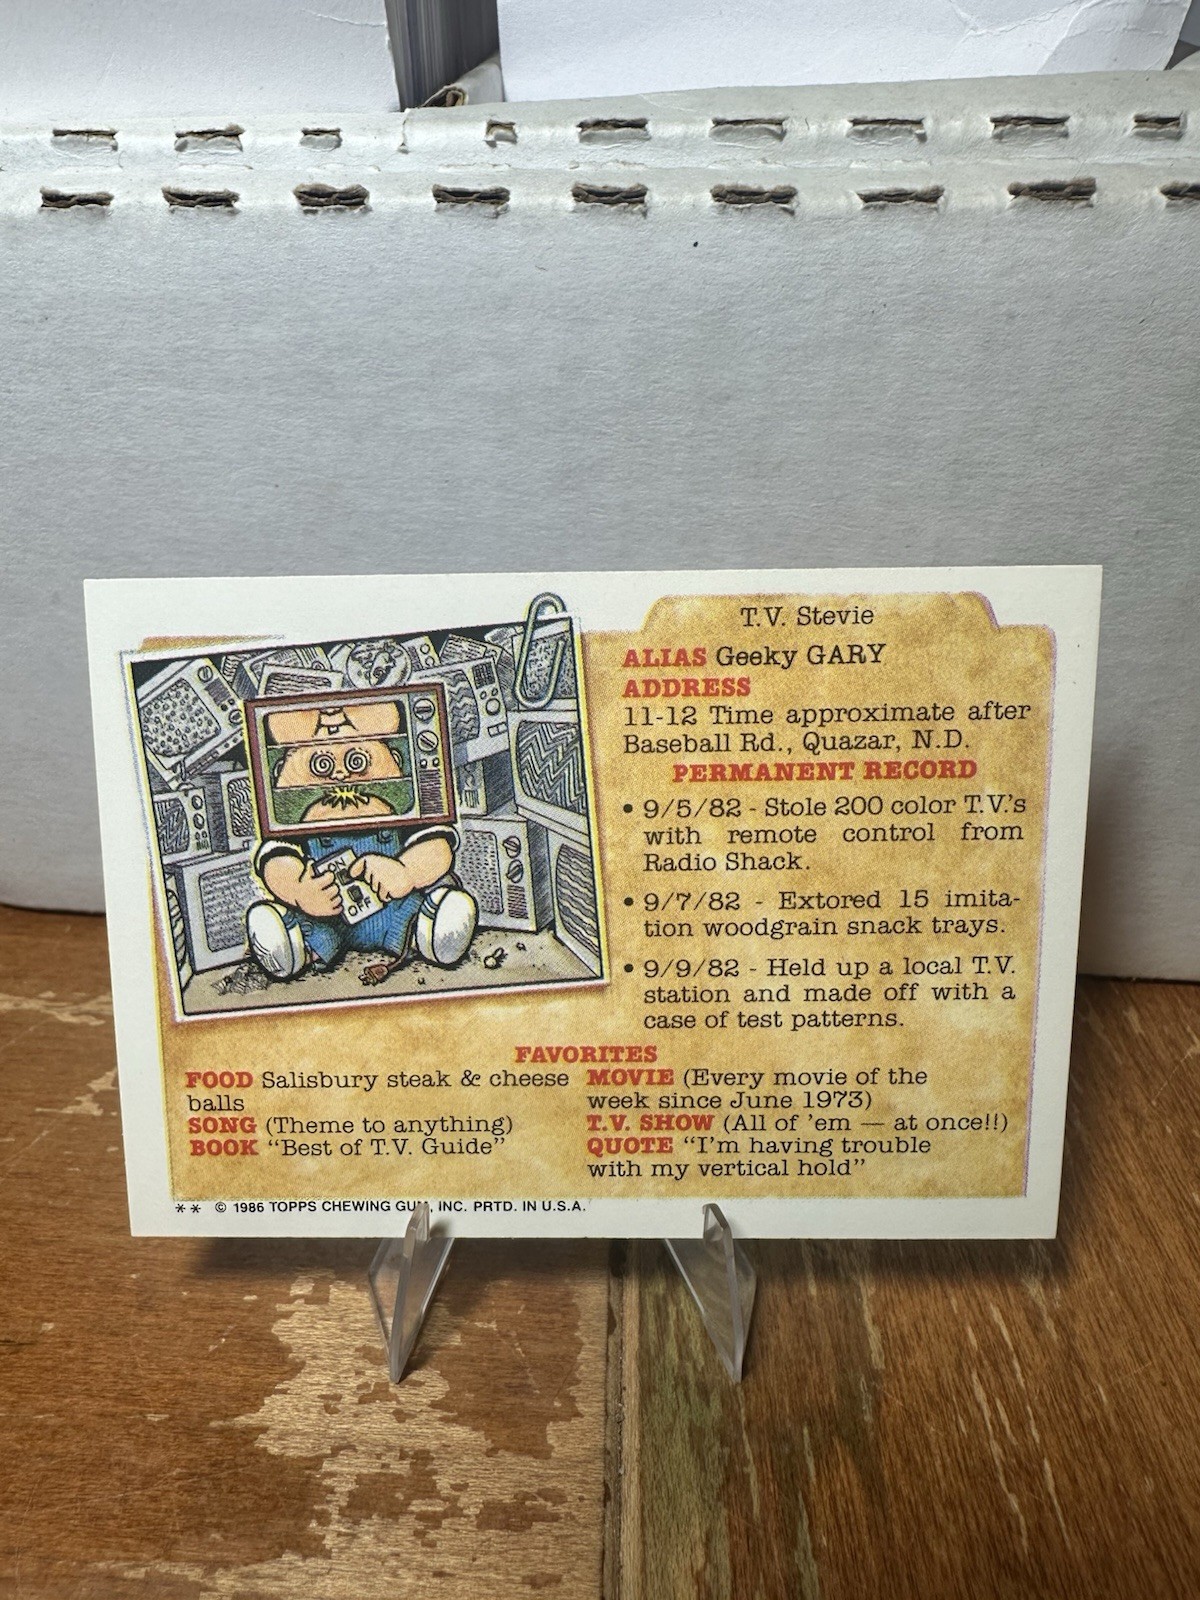 T.V. Stevie
ALIAS Geeky GARY
ADDRESS
11-12 Time approximate after
Baseball Rd., Quazar, N.D.
PERMANENT RECORD
• 9/5/82 - Stole 200 color T.V.'s
with remote control from
Radio Shack.
• 9/7/82 - Extored 15 imita-
tion woodgrain snack trays.
• 9/9/82 - Held up a local T.V.
station and made off with a
case of test patterns.
ON
OFF
FAVORITES
FOOD Salisbury steak & cheese
balls
SONG (Theme to anything)
BOOK "Best of T.V. Guide"
MOVIE (Every movie of the
week since June 1973)
T.V. SHOW (All of 'em — at once!!)
QUOTE "I'm having trouble
with my vertical hold"
** © 1986 TOPPS CHEWING GUM, INC. PRTD. IN U.S.A.